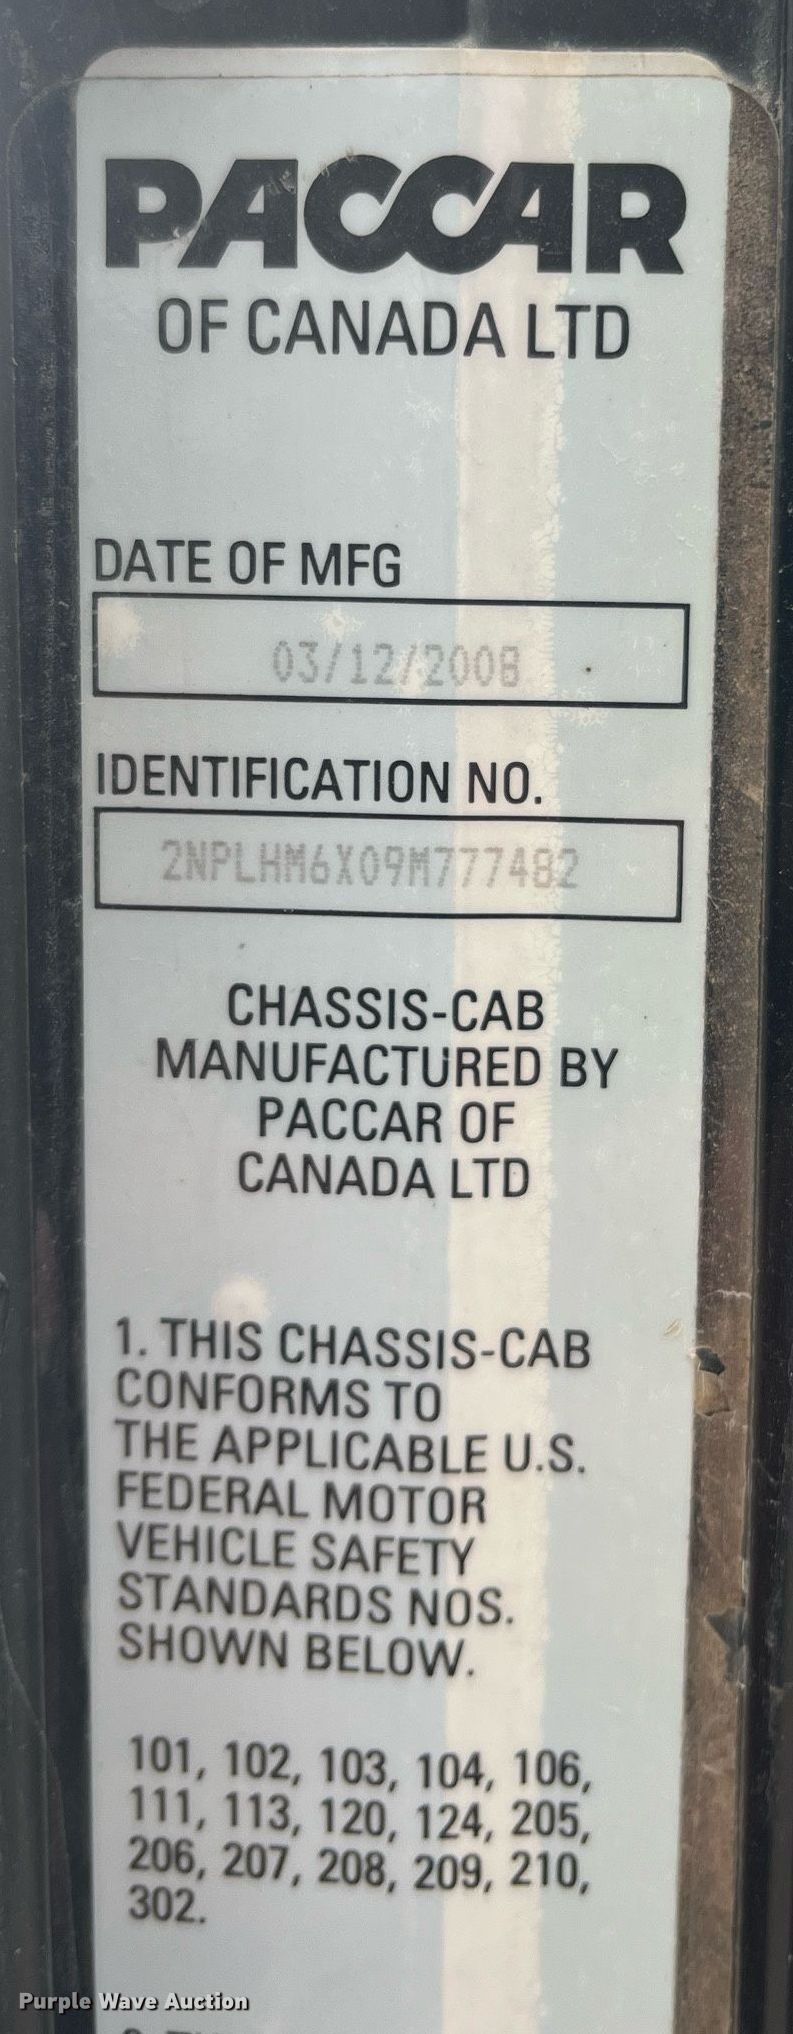 PACCAR
OF CANADA LTD
DATE OF MFG
03/12/2008
IDENTIFICATION NO.
2NPLHM6X09M777482
CHASSIS-CAB
MANUFACTURED BY
PACCAR OF
CANADA LTD
1. THIS CHASSIS-CAB
CONFORMS TO
THE APPLICABLE U.S.
FEDERAL MOTOR
VEHICLE SAFETY
STANDARDS NOS.
SHOWN BELOW.
101, 102, 103, 104, 106,
111, 113, 120, 124, 205,
206, 207, 208, 209, 210,
302.
Purple Wave Auction